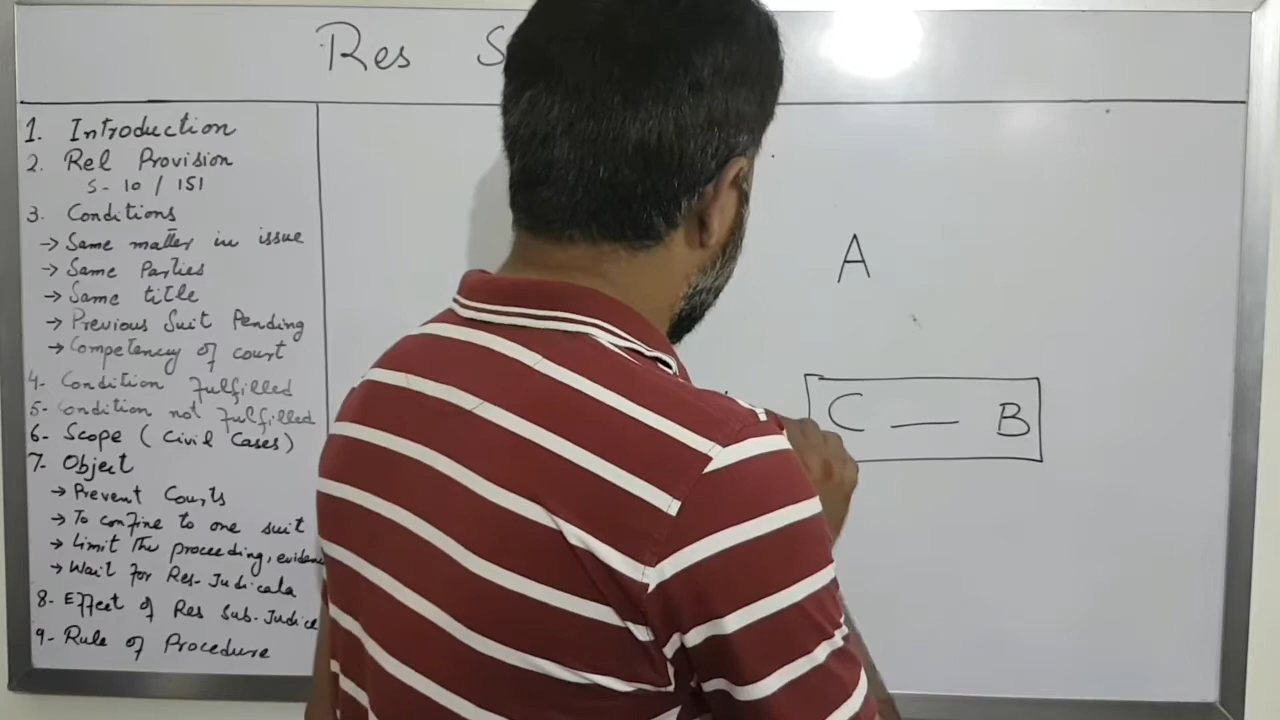 Res S
1. Introduction
2. Rel Provision
S-10 / 151
3. Conditions
→ Same matter in issue
→ Same Parties
→ Same title
→ Previous Suit Pending
→ Competency of court
4- Condition fulfilled
5- Condition not fulfilled
6- Scope (Civil Cases)
7- Object
→ Prevent Courts
→ To confine to one suit
→ Limit The proceeding, evidenc
→ Wait for Res-Judicata
8- Effect of Res Sub-Judice
9- Rule of Procedure
A
C — B